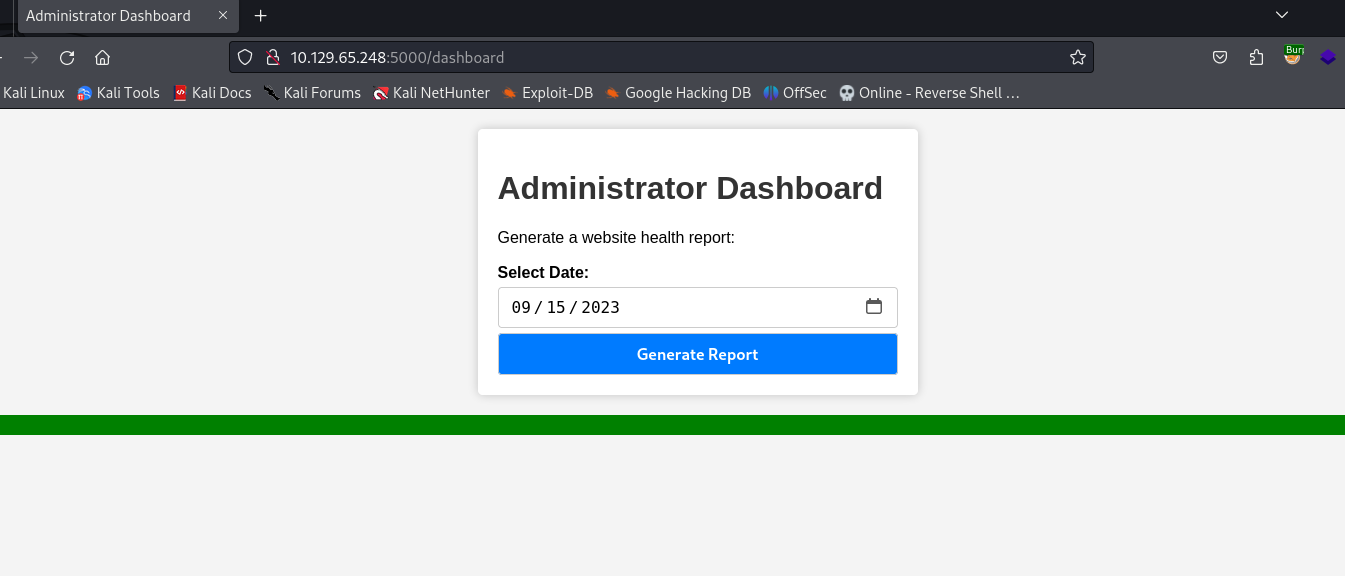 Administrator Dashboard
10.129.65.248:5000/dashboard
Burp
Kali Linux Kali Tools Kali Docs Kali Forums Kali NetHunter Exploit-DB Google Hacking DB OffSec Online - Reverse Shell …
Administrator Dashboard
Generate a website health report:
Select Date:
09/15/2023
Generate Report